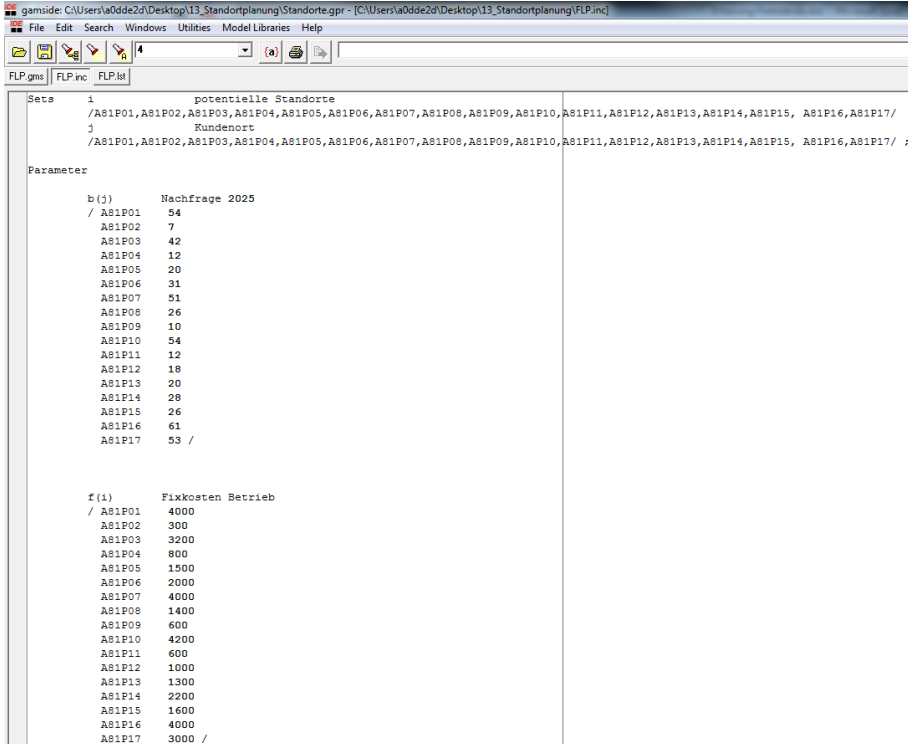 gamside: C:\Users\a0dde2d\Desktop\13_Standortplanung\Standorte.gpr - [C:\Users\a0dde2d\Desktop\13_Standortplanung\FLP.inc]
IDE File Edit Search Windows Utilities Model Libraries Help
4 {a}
FLP.gms FLP.inc FLP.lst
Sets i potentielle Standorte
/A81P01,A81P02,A81P03,A81P04,A81P05,A81P06,A81P07,A81P08,A81P09,A81P10,A81P11,A81P12,A81P13,A81P14,A81P15, A81P16,A81P17/
j Kundenort
/A81P01,A81P02,A81P03,A81P04,A81P05,A81P06,A81P07,A81P08,A81P09,A81P10,A81P11,A81P12,A81P13,A81P14,A81P15, A81P16,A81P17/ ;
Parameter
b(j) Nachfrage 2025
/ A81P01 54
A81P02 7
A81P03 42
A81P04 12
A81P05 20
A81P06 31
A81P07 51
A81P08 26
A81P09 10
A81P10 54
A81P11 12
A81P12 18
A81P13 20
A81P14 28
A81P15 26
A81P16 61
A81P17 53 /
f(i) Fixkosten Betrieb
/ A81P01 4000
A81P02 300
A81P03 3200
A81P04 800
A81P05 1500
A81P06 2000
A81P07 4000
A81P08 1400
A81P09 600
A81P10 4200
A81P11 600
A81P12 1000
A81P13 1300
A81P14 2200
A81P15 1600
A81P16 4000
A81P17 3000 /